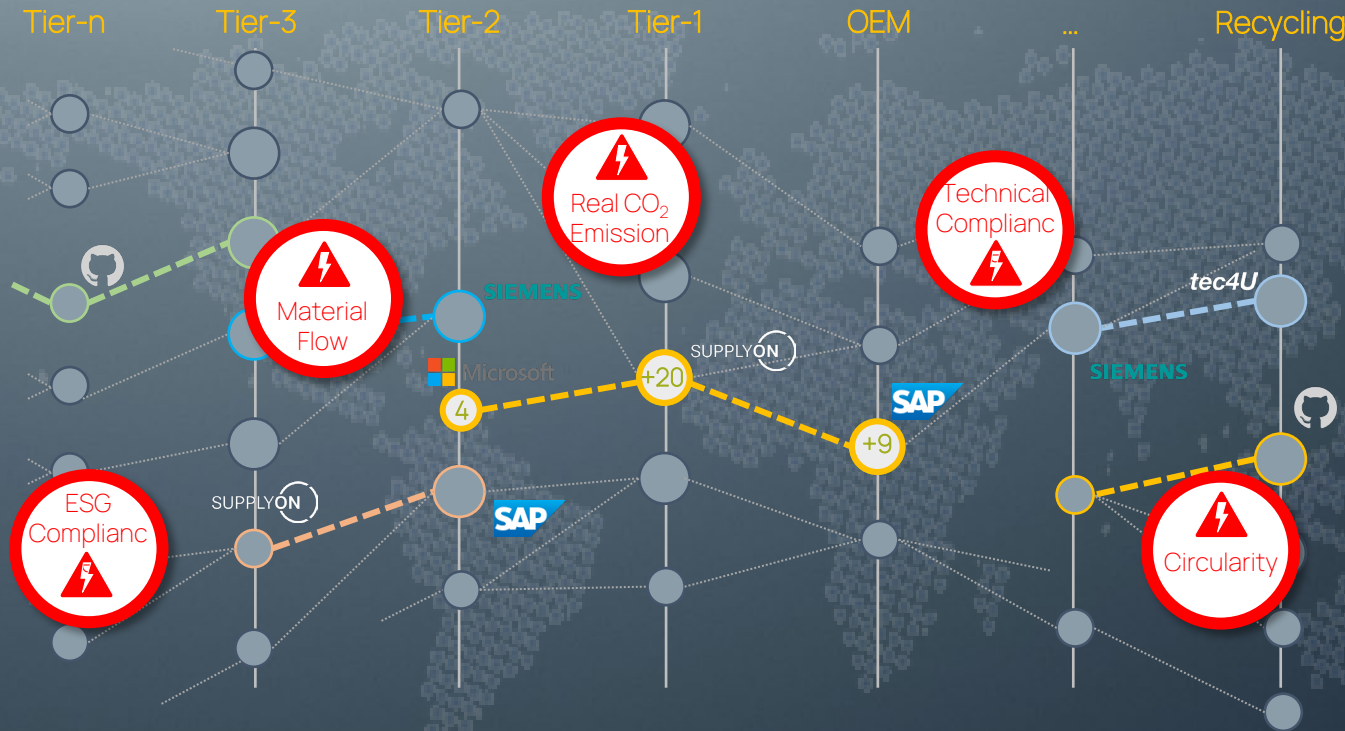 Tier-n
Tier-3
Tier-2
Tier-1
OEM
...
Recycling
Real CO₂
Emission
Technical
Complianc
Material
Flow
SIEMENS
tec4U
SUPPLYON
Microsoft
SIEMENS
+20
SAP
4
+9
ESG
Complianc
SUPPLYON
SAP
Circularity